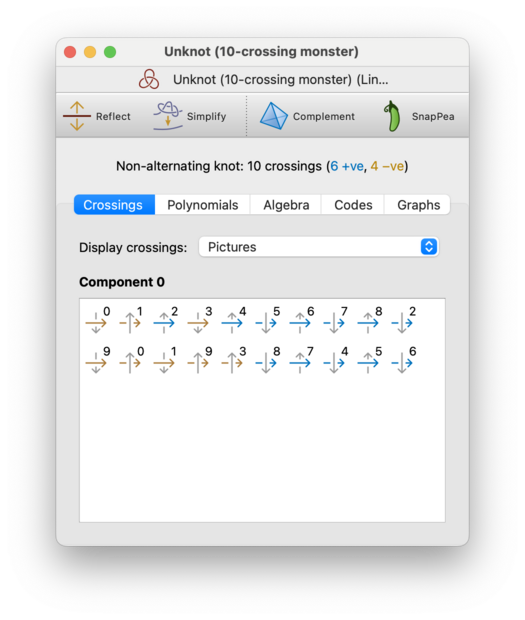 Unknot (10-crossing monster)
Unknot (10-crossing monster) (Lin...
Reflect Simplify Complement SnapPea
Non-alternating knot: 10 crossings (6 +ve, 4 −ve)
Crossings Polynomials Algebra Codes Graphs
Display crossings: Pictures
Component 0
0 1 2 3 4 5 6 7 8 2
9 0 1 9 3 8 7 4 5 6